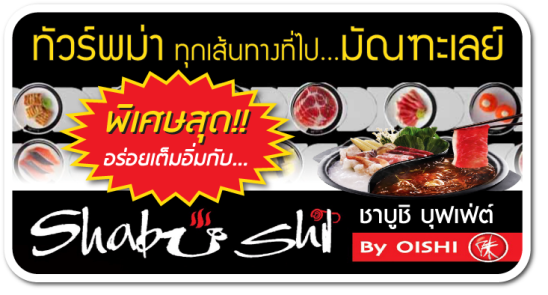 ทัวร์พม่า ทุกเส้นทางที่ไป...มัณฑะเลย์
พิเศษสุด!!
อร่อยเต็มอิ่มกับ...
Shabu shi
ชาบูชิ บุฟเฟ่ต์
By OISHI 味